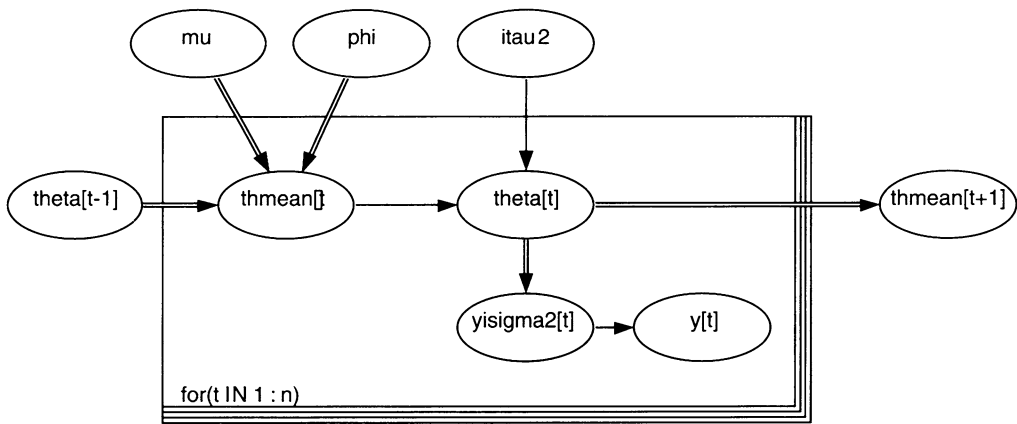 mu
phi
itau2
theta[t-1]
thmean[t]
theta[t]
thmean[t+1]
yisigma2[t]
y[t]
for(t IN 1 : n)